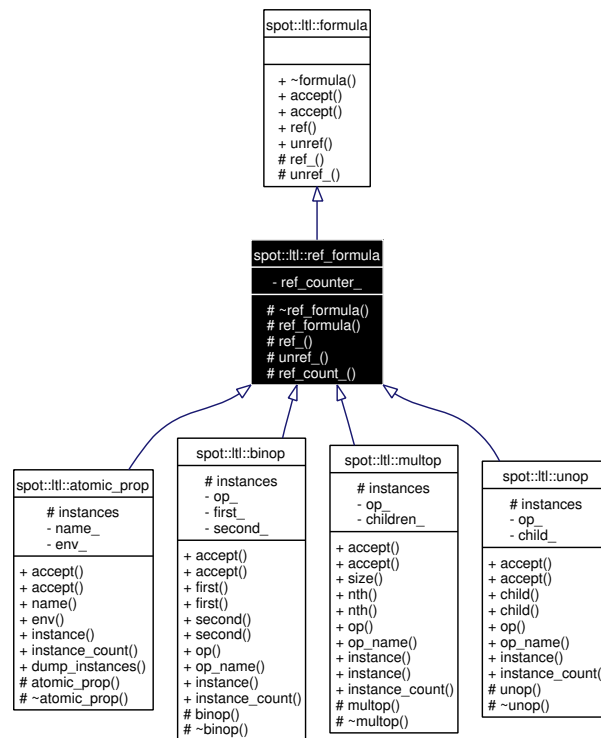 spot::ltl::formula
+ ~formula()
+ accept()
+ accept()
+ ref()
+ unref()
# ref_()
# unref_()
spot::ltl::ref_formula
- ref_counter_
# ~ref_formula()
# ref_formula()
# ref_()
# unref_()
# ref_count_()
spot::ltl::atomic_prop
# instances
- name_
- env_
+ accept()
+ accept()
+ name()
+ env()
+ instance()
+ instance_count()
+ dump_instances()
# atomic_prop()
# ~atomic_prop()
spot::ltl::binop
# instances
- op_
- first_
- second_
+ accept()
+ accept()
+ first()
+ first()
+ second()
+ second()
+ op()
+ op_name()
+ instance()
+ instance_count()
# binop()
# ~binop()
spot::ltl::multop
# instances
- op_
- children_
+ accept()
+ accept()
+ size()
+ nth()
+ nth()
+ op()
+ op_name()
+ instance()
+ instance()
+ instance_count()
# multop()
# ~multop()
spot::ltl::unop
# instances
- op_
- child_
+ accept()
+ accept()
+ child()
+ child()
+ op()
+ op_name()
+ instance()
+ instance_count()
# unop()
# ~unop()